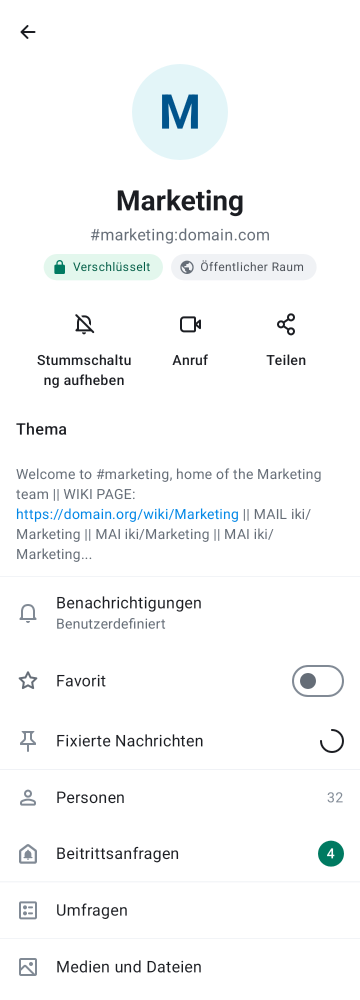 M
Marketing
#marketing:domain.com
Verschlüsselt
Öffentlicher Raum
Stummschaltu
ng aufheben
Anruf
Teilen
Thema
Welcome to #marketing, home of the Marketing
team || WIKI PAGE:
https://domain.org/wiki/Marketing || MAIL iki/
Marketing || MAI iki/Marketing || MAI iki/
Marketing...
Benachrichtigungen
Benutzerdefiniert
Favorit
Fixierte Nachrichten
Personen
32
Beitrittsanfragen
4
Umfragen
Medien und Dateien